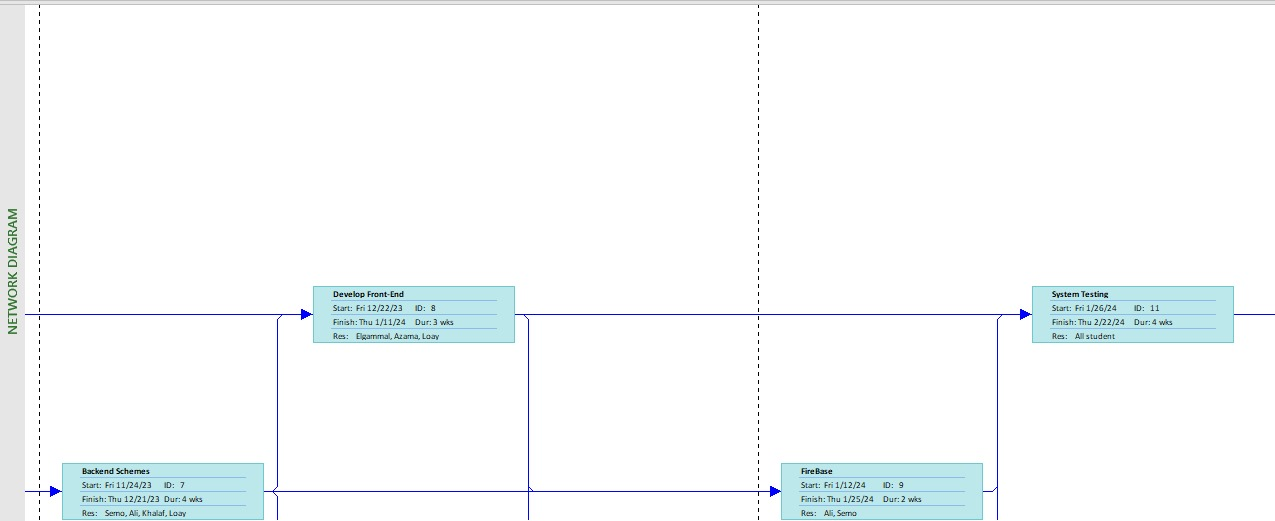 NETWORK DIAGRAM
Develop Front-End
Start: Fri 12/22/23 ID: 8
Finish: Thu 1/11/24 Dur: 3 wks
Res: Elgammal, Azama, Loay
System Testing
Start: Fri 1/26/24 ID: 11
Finish: Thu 2/22/24 Dur: 4 wks
Res: All student
Backend Schemes
Start: Fri 11/24/23 ID: 7
Finish: Thu 12/21/23 Dur: 4 wks
Res: Semo, Ali, Khalaf, Loay
FireBase
Start: Fri 1/12/24 ID: 9
Finish: Thu 1/25/24 Dur: 2 wks
Res: Ali, Semo